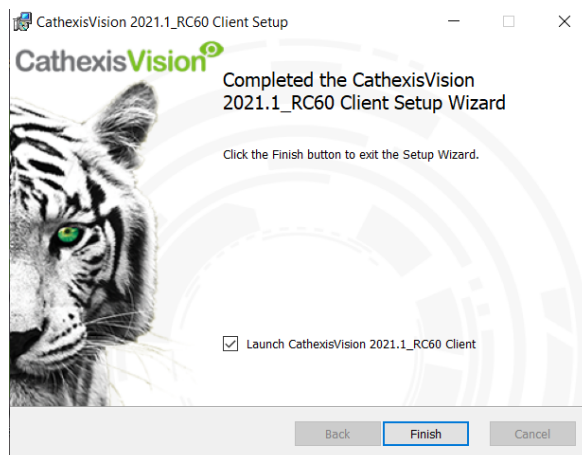 CathexisVision 2021.1_RC60 Client Setup
CathexisVision
Completed the CathexisVision
2021.1_RC60 Client Setup Wizard
Click the Finish button to exit the Setup Wizard.
Launch CathexisVision 2021.1_RC60 Client
Back Finish Cancel